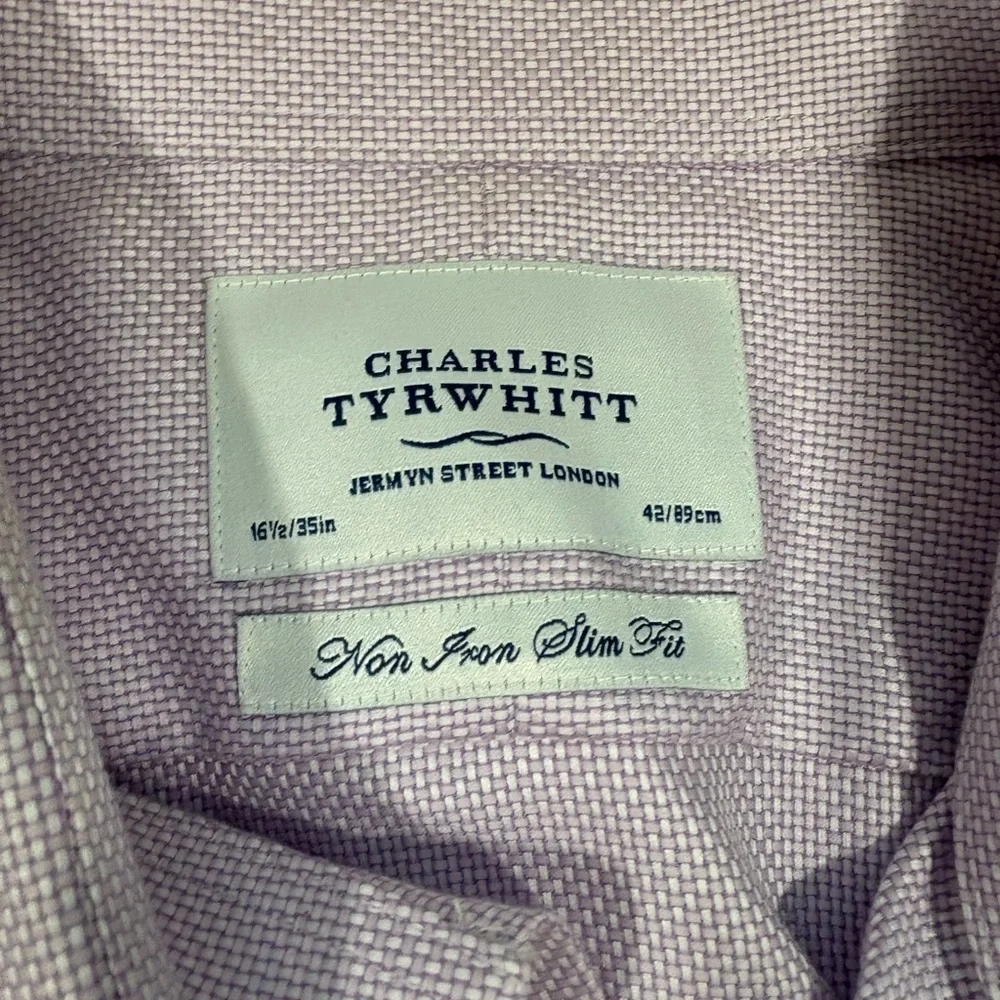 CHARLES
TYRWHITT
JERMYN STREET LONDON
16½/35in 42/89cm
Non Iron Slim Fit